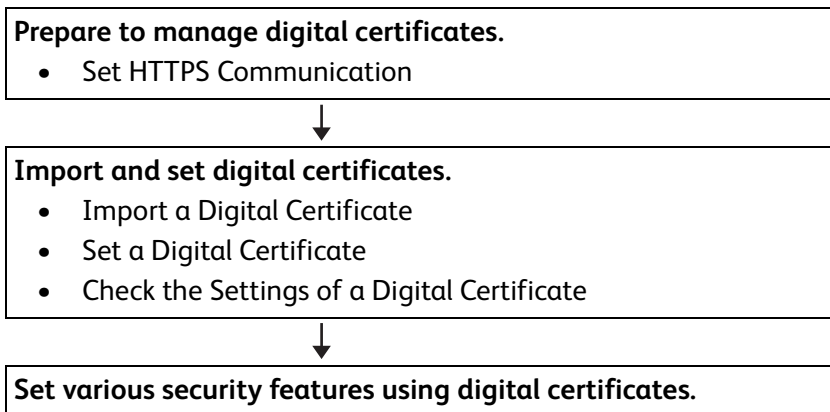 Prepare to manage digital certificates.
• Set HTTPS Communication
Import and set digital certificates.
• Import a Digital Certificate
• Set a Digital Certificate
• Check the Settings of a Digital Certificate
Set various security features using digital certificates.